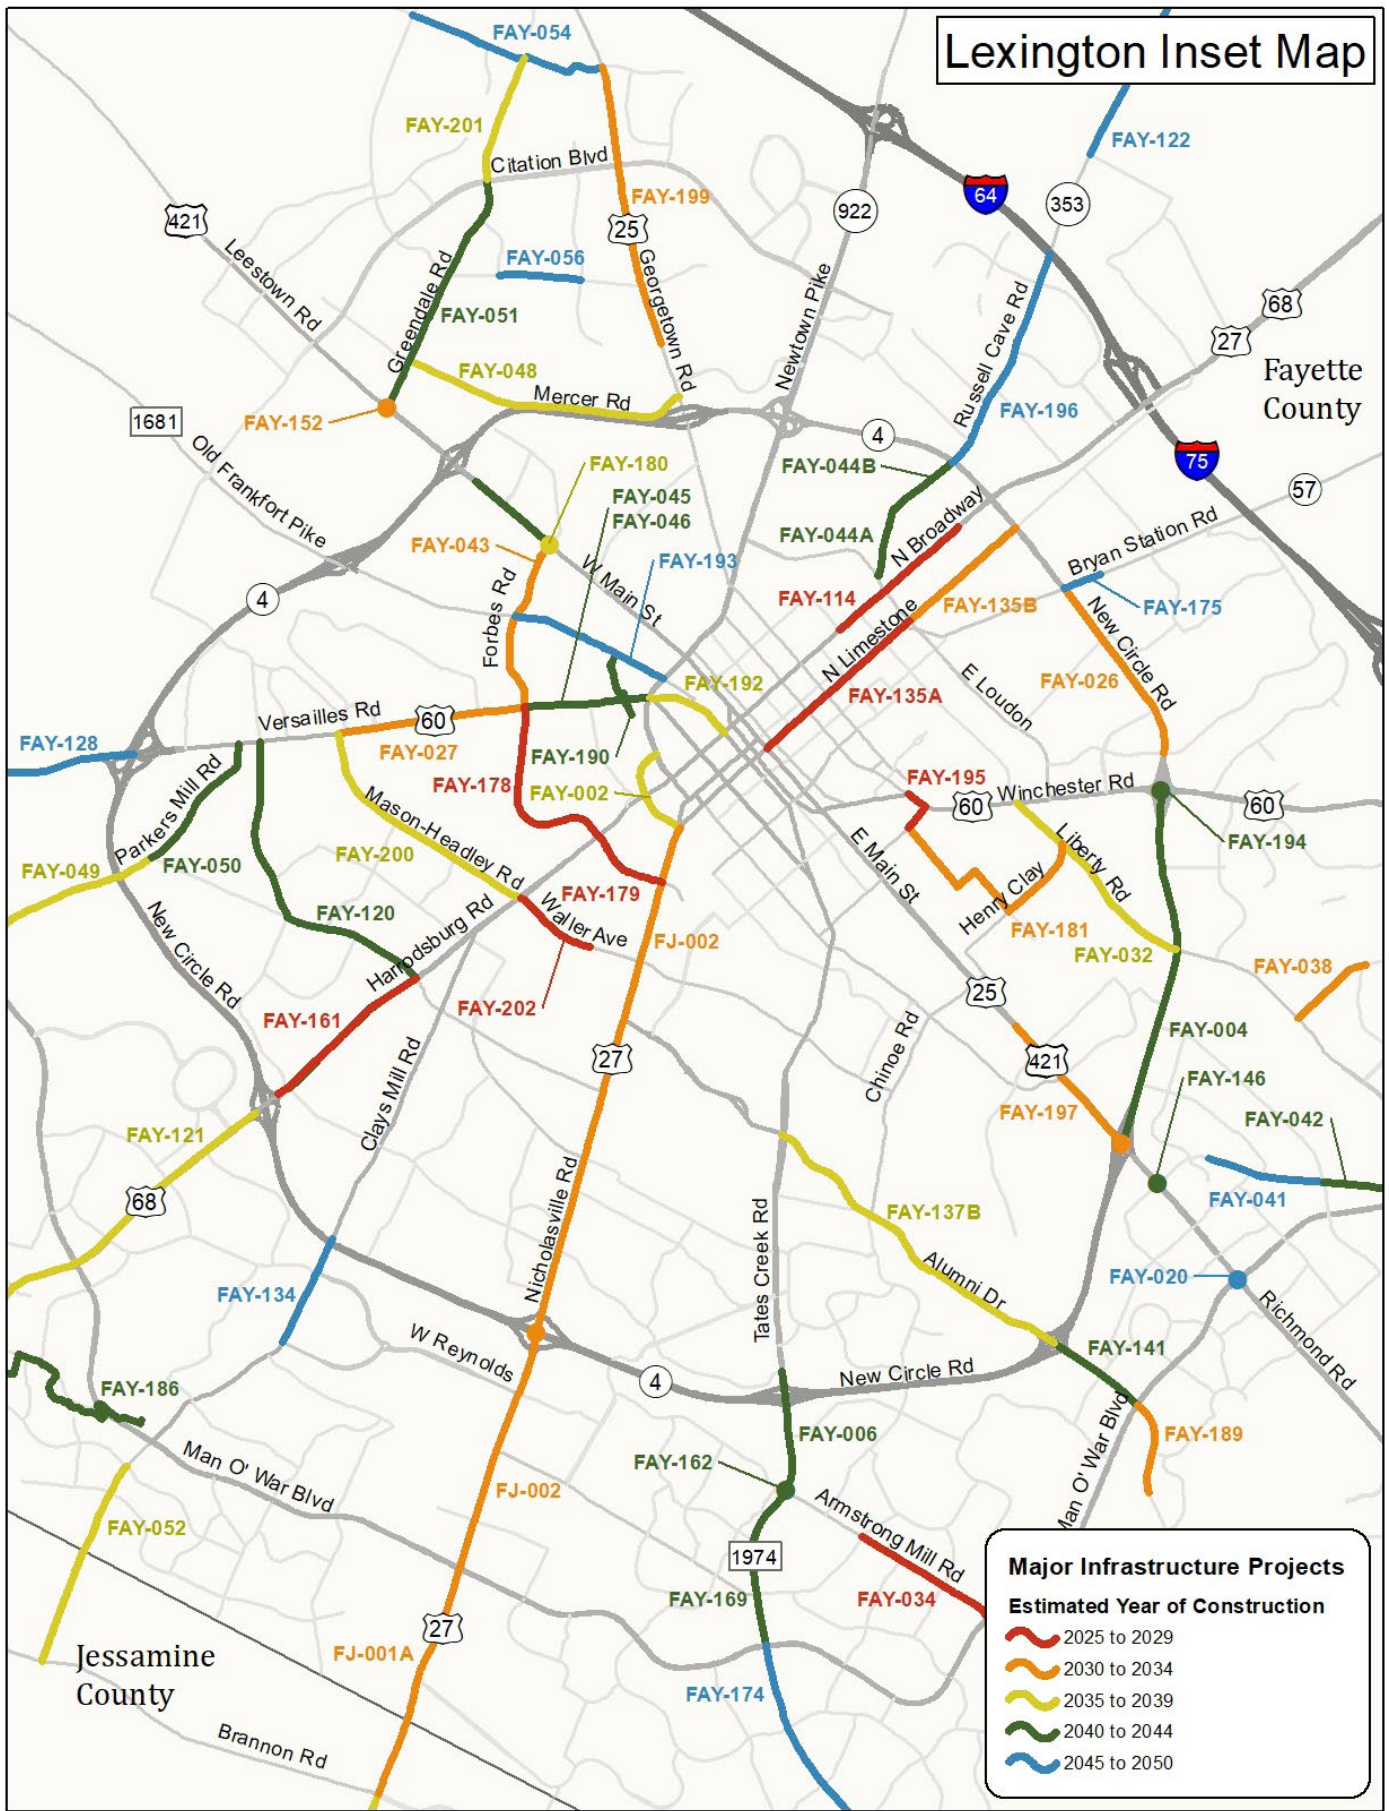 Lexington Inset Map
FAY-054
FAY-201
FAY-122
Citation Blvd
FAY-199
64
353
922
421
25
FAY-056
Leestown Rd
Greendale Rd
Georgetown Rd
Newtown Pike
Russell Cave Rd
68
27
FAY-051
Fayette
County
FAY-048
Mercer Rd
FAY-196
1681
FAY-152
4
Old Frankfort Pike
FAY-180
FAY-044B
75
57
FAY-045
FAY-046
N Broadway
FAY-044A
Bryan Station Rd
FAY-043
FAY-193
W Main St
4
Forbes Rd
FAY-114
FAY-135B
FAY-175
New Circle Rd
N Limestone
FAY-026
E Loudon
FAY-192
FAY-135A
Versailles Rd
60
FAY-128
FAY-027
FAY-190
FAY-178
FAY-002
FAY-195
60
Winchester Rd
60
Parkers Mill Rd
Mason-Headley Rd
FAY-194
FAY-049
FAY-050
FAY-200
E Main St
Liberty Rd
Henry Clay
FAY-179
FAY-120
Waller Ave
FAY-181
New Circle Rd
Harrodsburg Rd
FJ-002
FAY-032
FAY-038
25
FAY-202
FAY-161
FAY-004
27
421
Chinoe Rd
Clays Mill Rd
FAY-146
FAY-197
FAY-042
FAY-121
68
FAY-041
FAY-137B
Nicholasville Rd
Tates Creek Rd
Alumni Dr
FAY-020
FAY-134
Richmond Rd
W Reynolds
FAY-141
New Circle Rd
4
FAY-186
FAY-006
FAY-189
FAY-162
Man O' War Blvd
Man O' War Blvd
FJ-002
Armstrong Mill Rd
FAY-052
1974
FAY-169
FAY-034
27
FJ-001A
Jessamine
County
FAY-174
Brannon Rd
Major Infrastructure Projects
Estimated Year of Construction
2025 to 2029
2030 to 2034
2035 to 2039
2040 to 2044
2045 to 2050